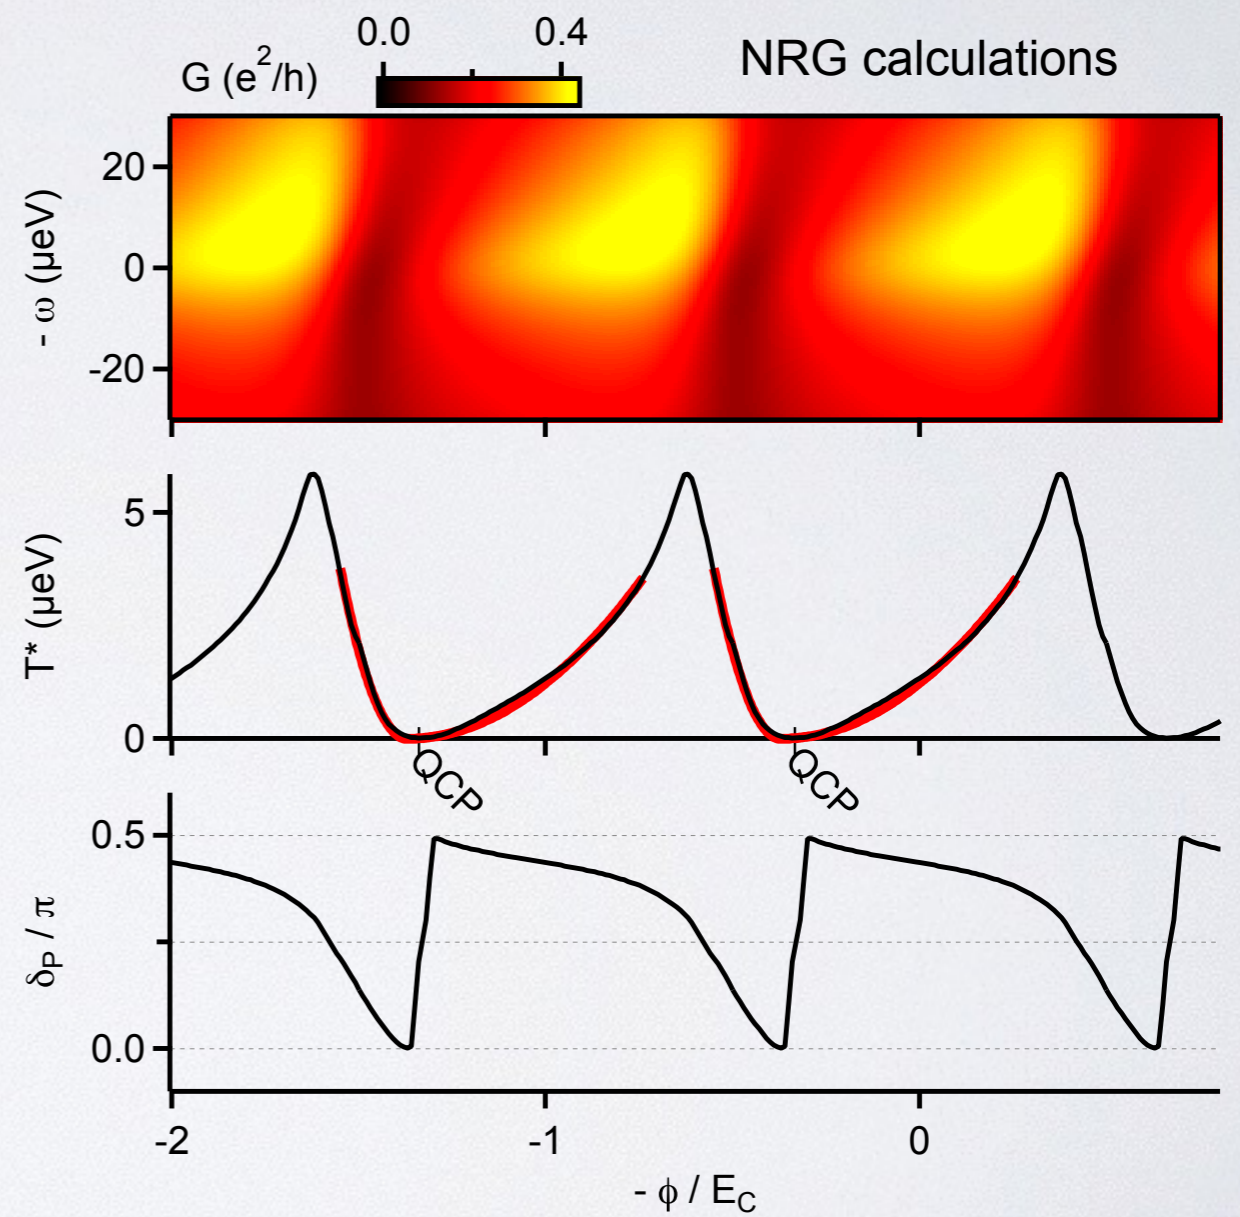 0.0 0.4
G (e²/h)
NRG calculations
20
0
-20
- ω (μeV)
5
0
T* (μeV)
QCP QCP
0.5
0.0
δP / π
-2 -1 0
- ϕ / EC